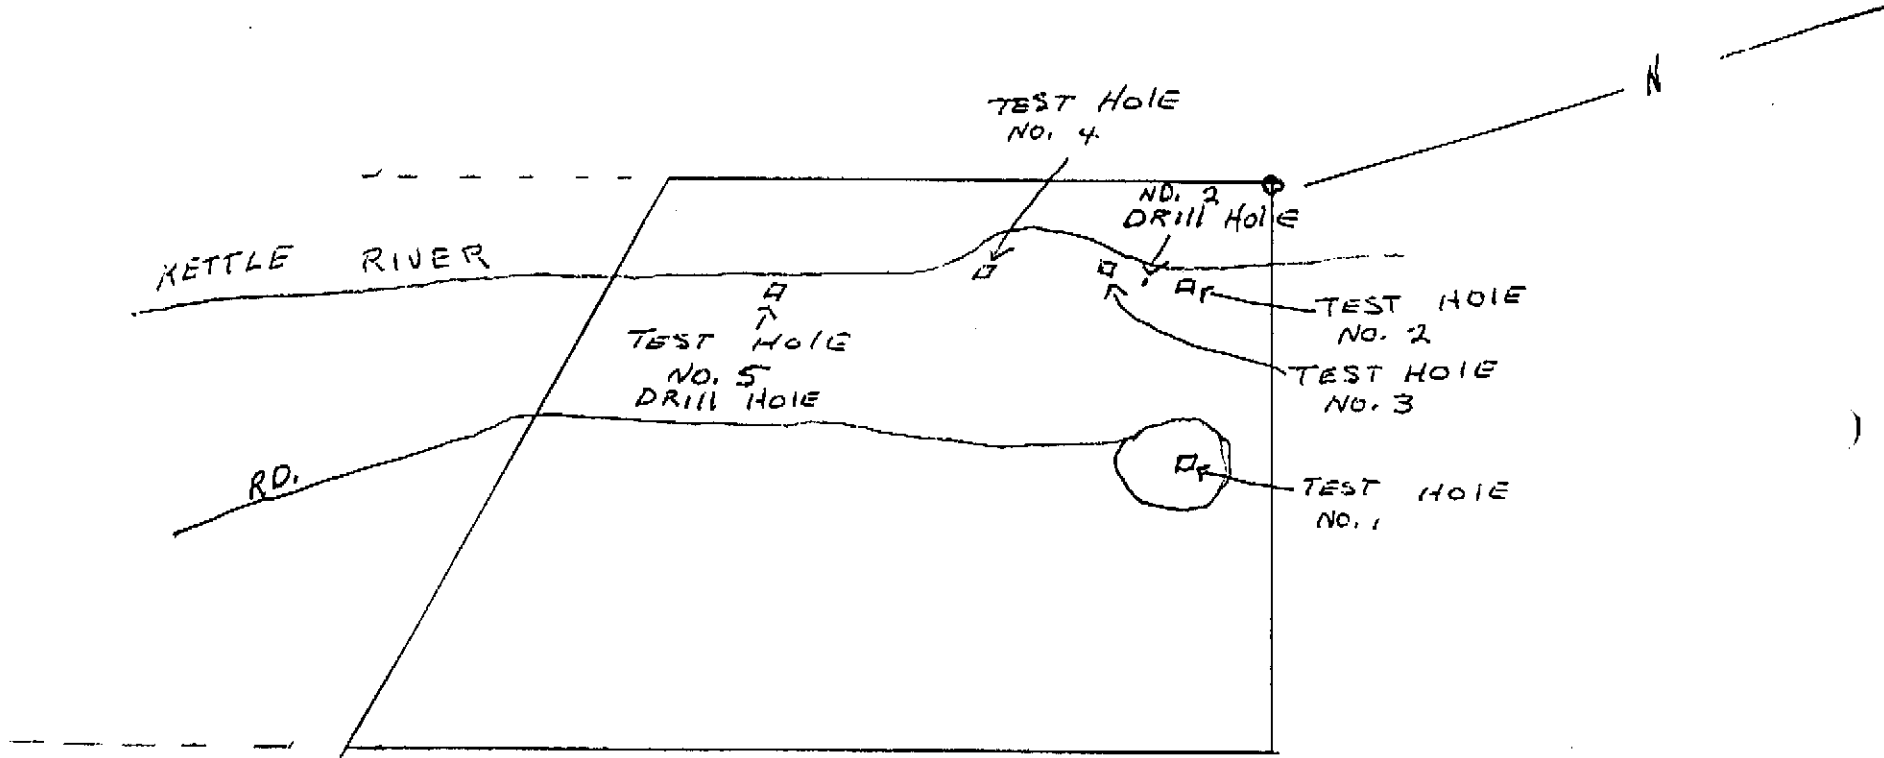 N
TEST HOLE
NO. 4
NO. 2
DRILL HOLE
KETTLE RIVER
TEST HOLE
NO. 2
TEST HOLE
NO. 5
DRILL HOLE
TEST HOLE
NO. 3
RD.
TEST HOLE
NO. 1